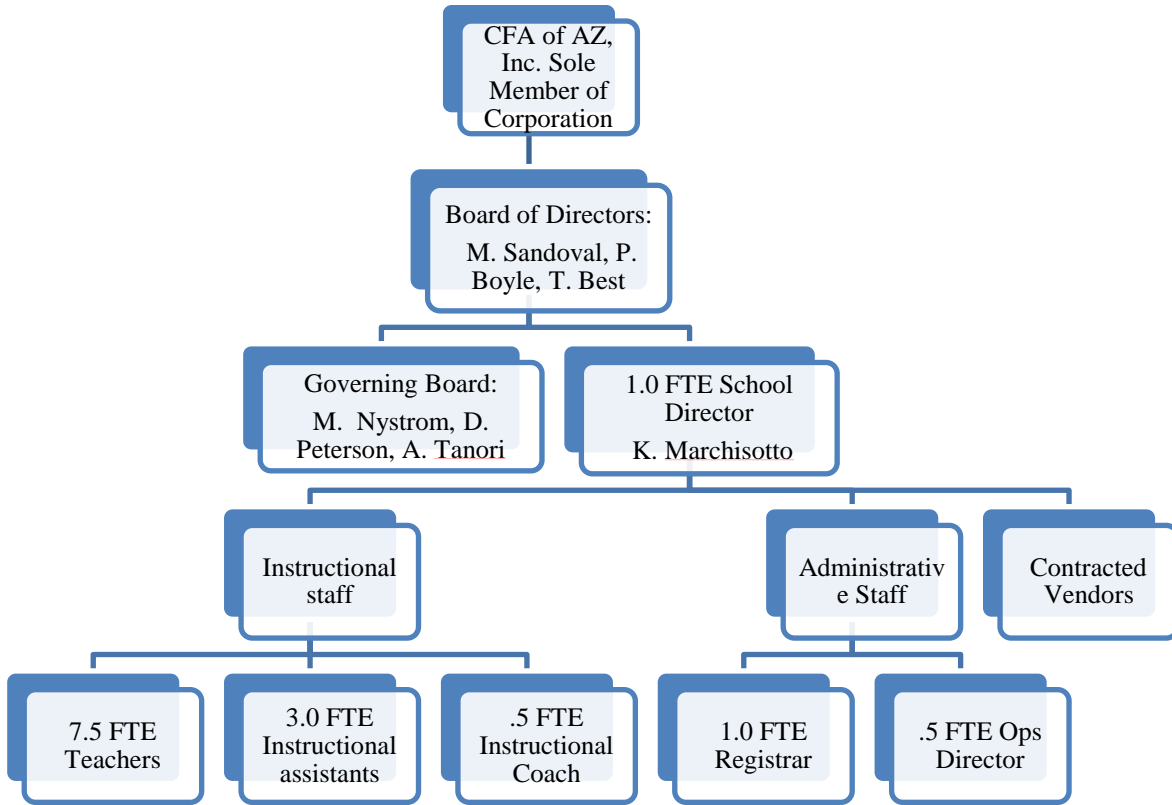 CFA of AZ,
Inc. Sole
Member of
Corporation
Board of Directors:
M. Sandoval, P.
Boyle, T. Best
Governing Board:
M. Nystrom, D.
Peterson, A. Tanori
1.0 FTE School
Director
K. Marchisotto
Instructional
staff
Administrativ
e Staff
Contracted
Vendors
7.5 FTE
Teachers
3.0 FTE
Instructional
assistants
.5 FTE
Instructional
Coach
1.0 FTE
Registrar
.5 FTE Ops
Director